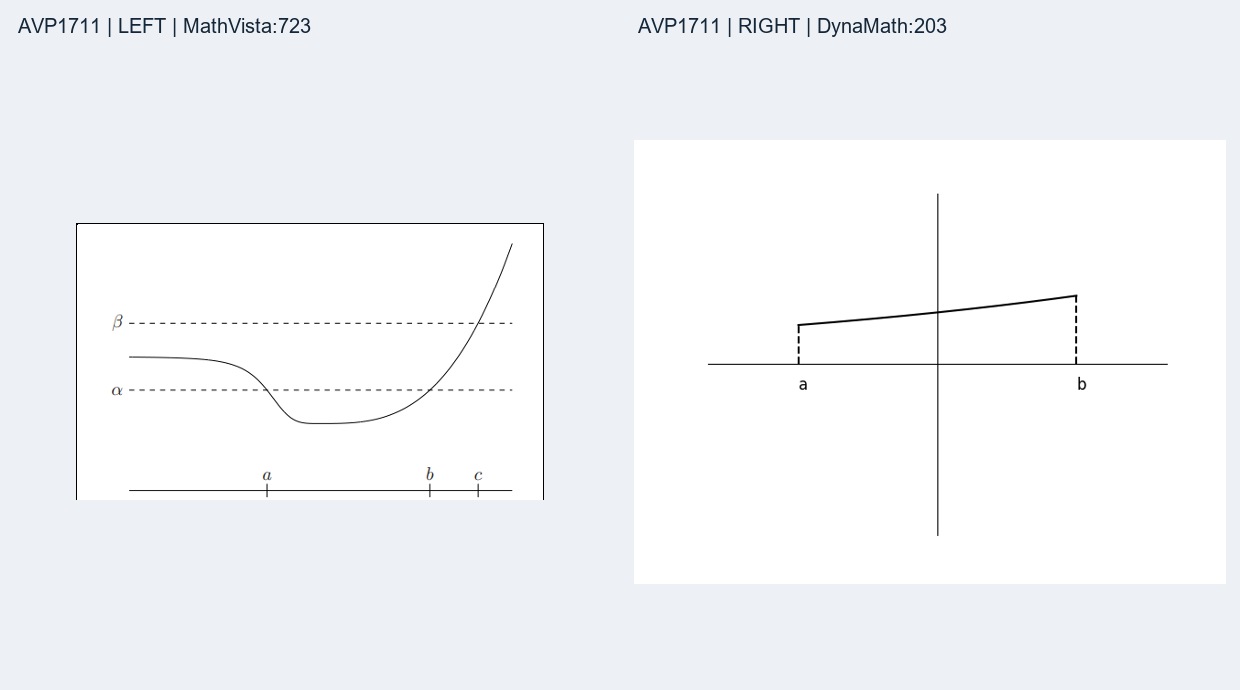 AVP1711 | LEFT | MathVista:723
AVP1711 | RIGHT | DynaMath:203
β
α
a b c
a b